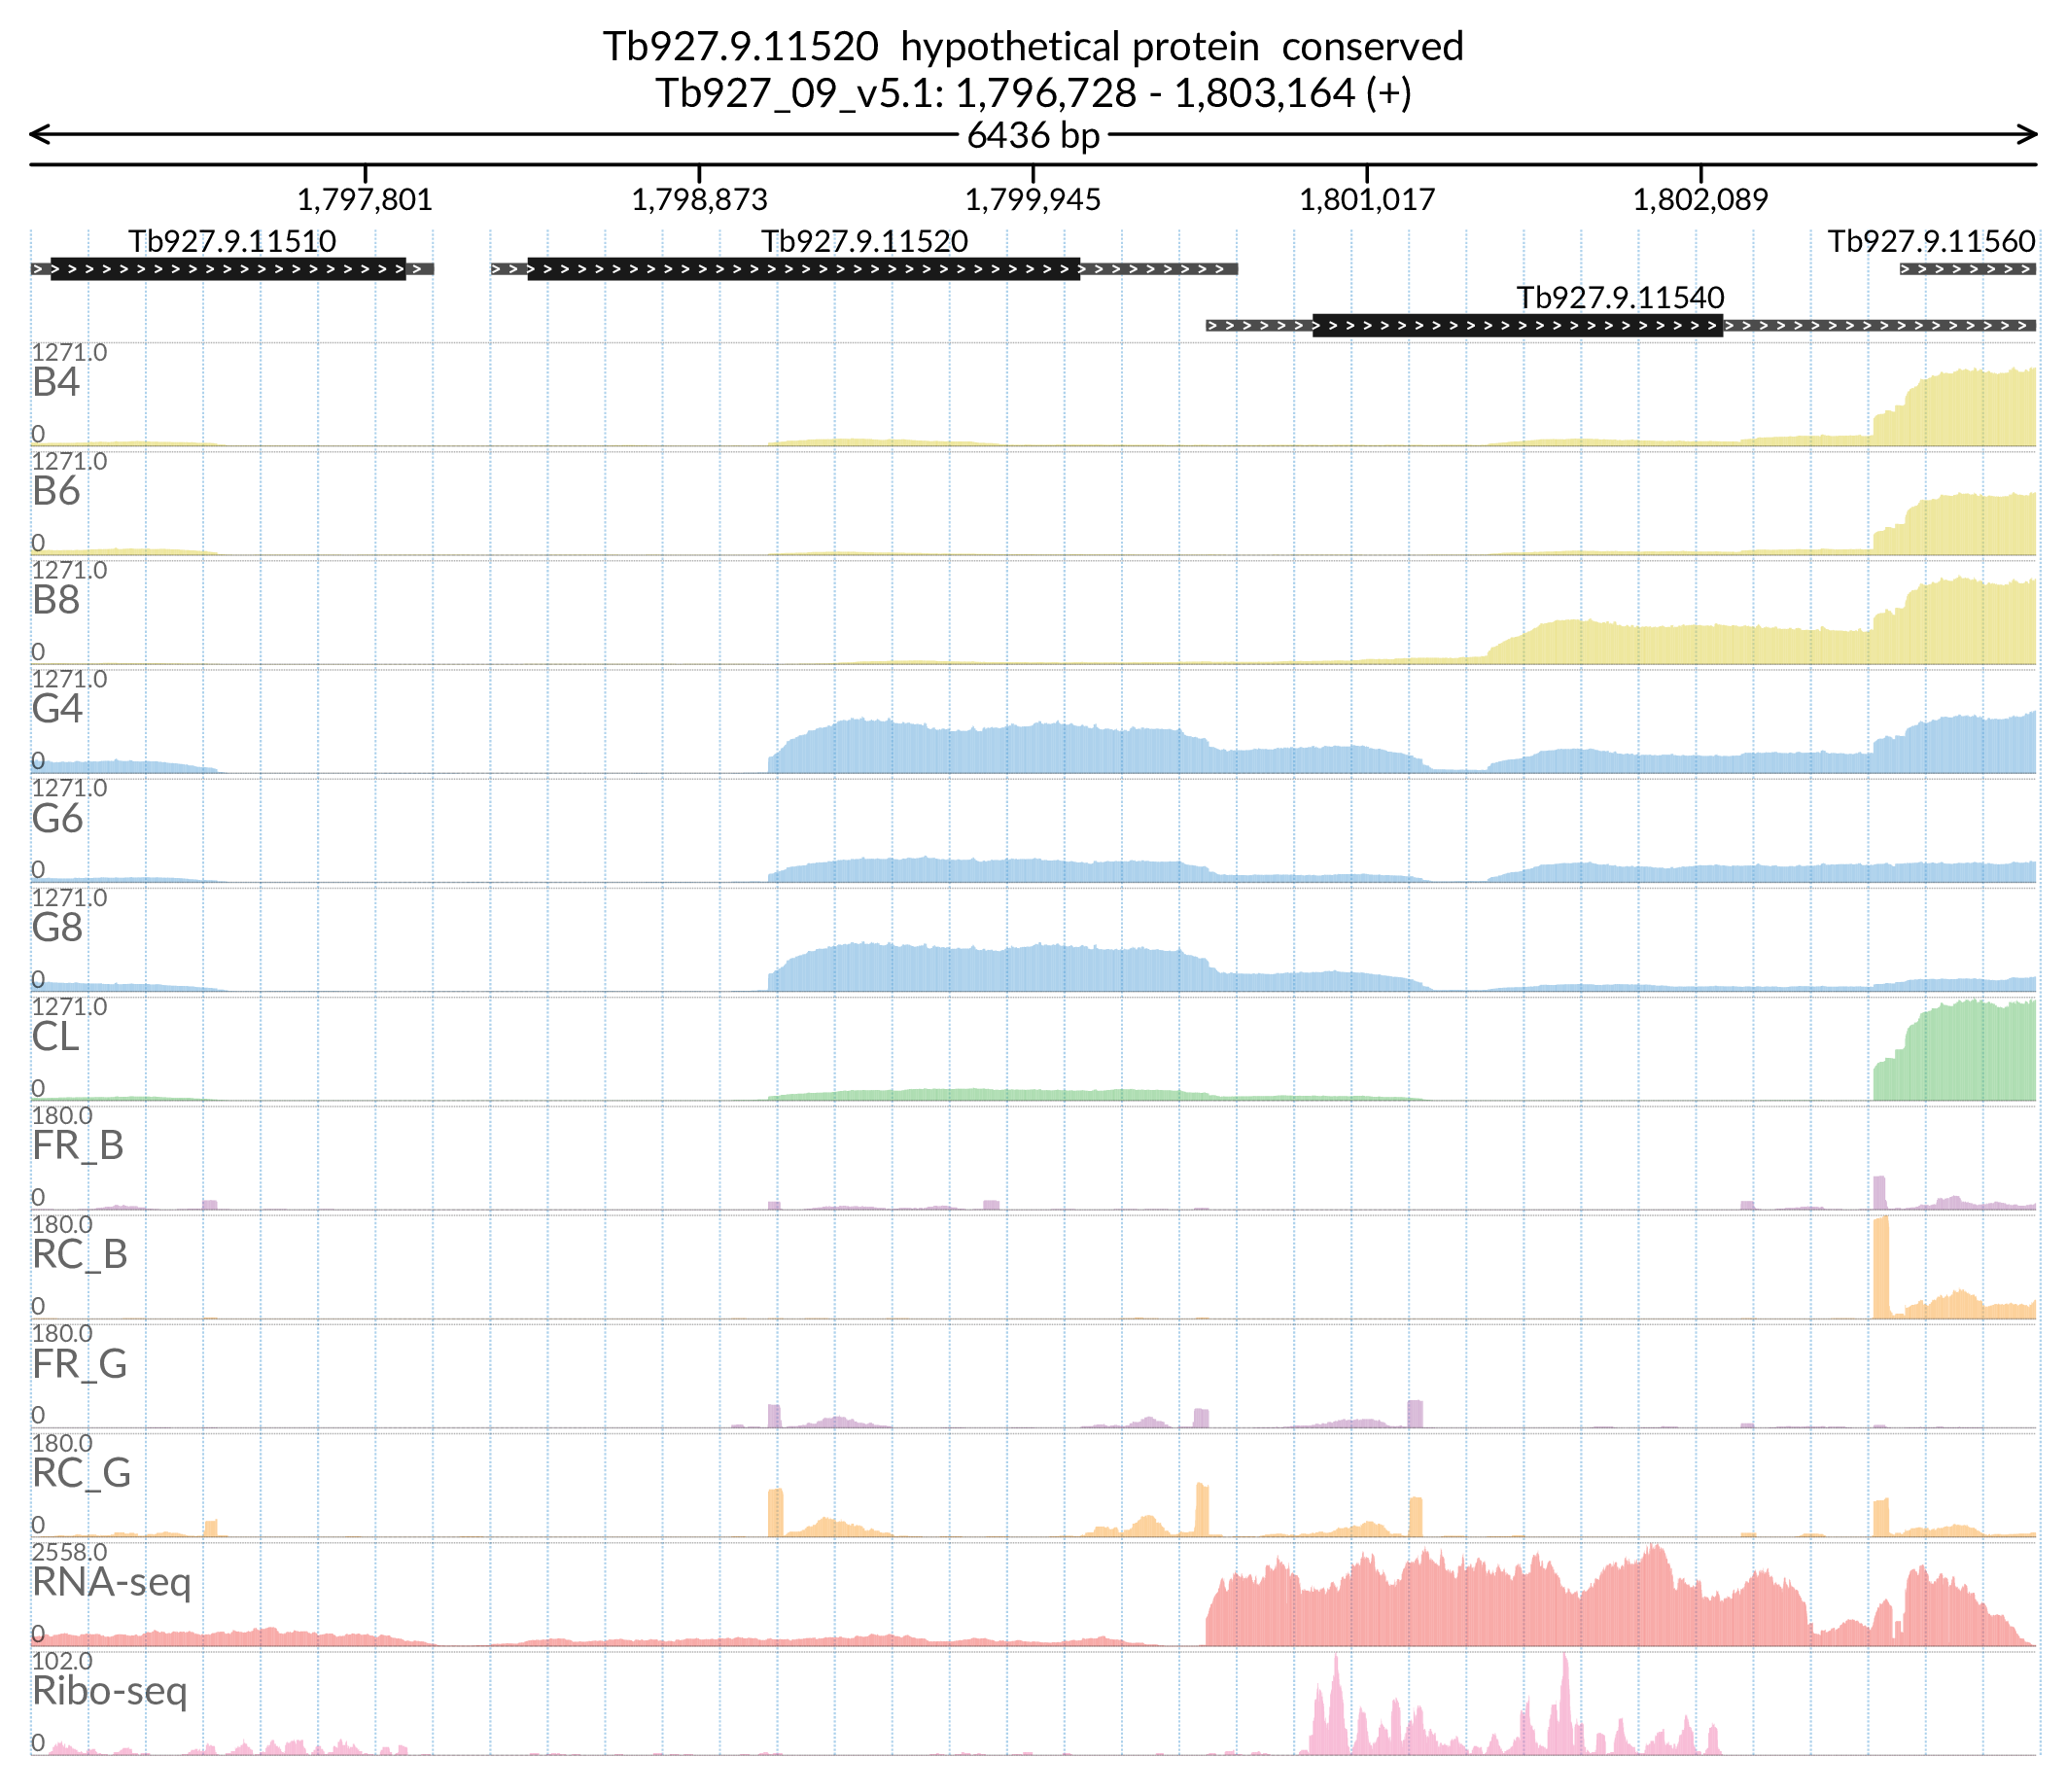 Tb927.9.11520  hypothetical protein  conserved
Tb927_09_v5.1: 1,796,728 - 1,803,164 (+)
6436 bp
1,797,801 1,798,873 1,799,945 1,801,017 1,802,089
Tb927.9.11510 Tb927.9.11520 Tb927.9.11560
Tb927.9.11540
1271.0
B4
0
1271.0
B6
0
1271.0
B8
0
1271.0
G4
0
1271.0
G6
0
1271.0
G8
0
1271.0
CL
0
180.0
FR_B
0
180.0
RC_B
0
180.0
FR_G
0
180.0
RC_G
0
2558.0
RNA-seq
0
102.0
Ribo-seq
0